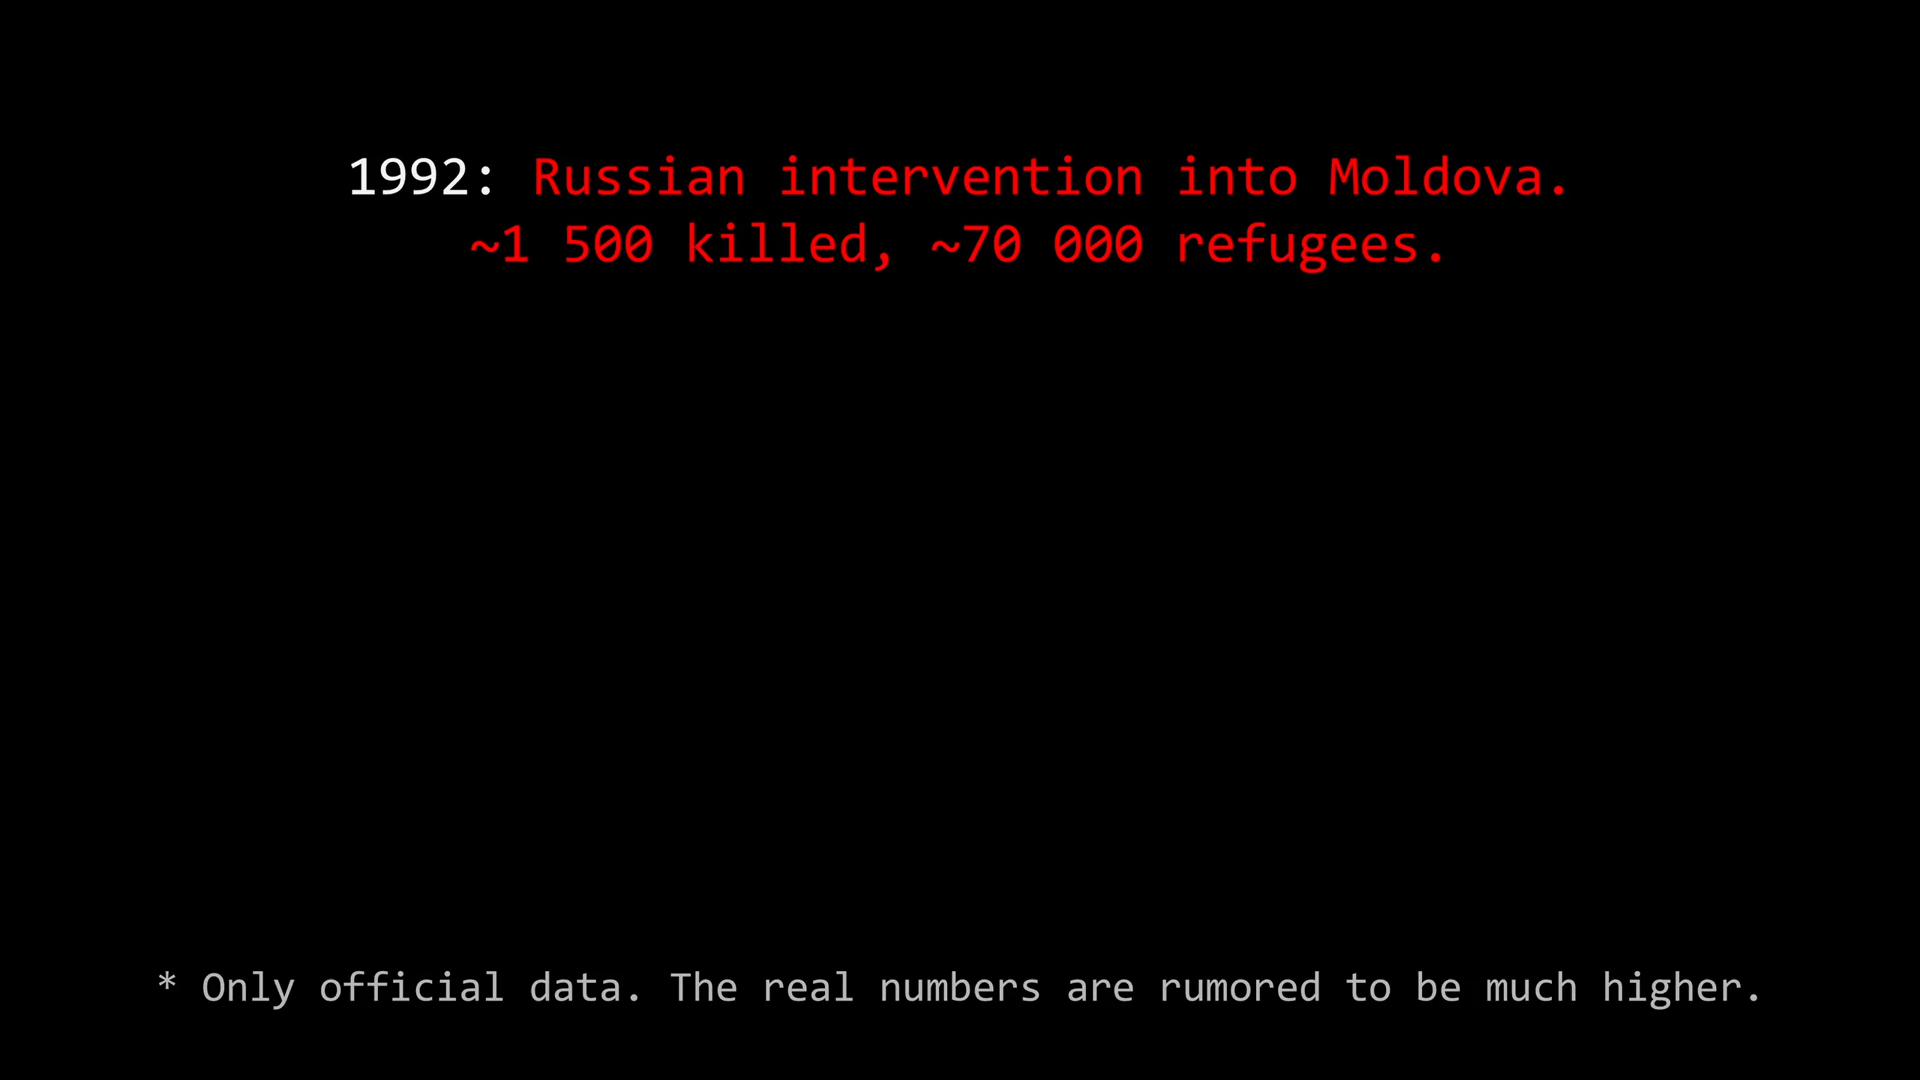 1992: Russian intervention into Moldova.
~1 500 killed, ~70 000 refugees.
* Only official data. The real numbers are rumored to be much higher.